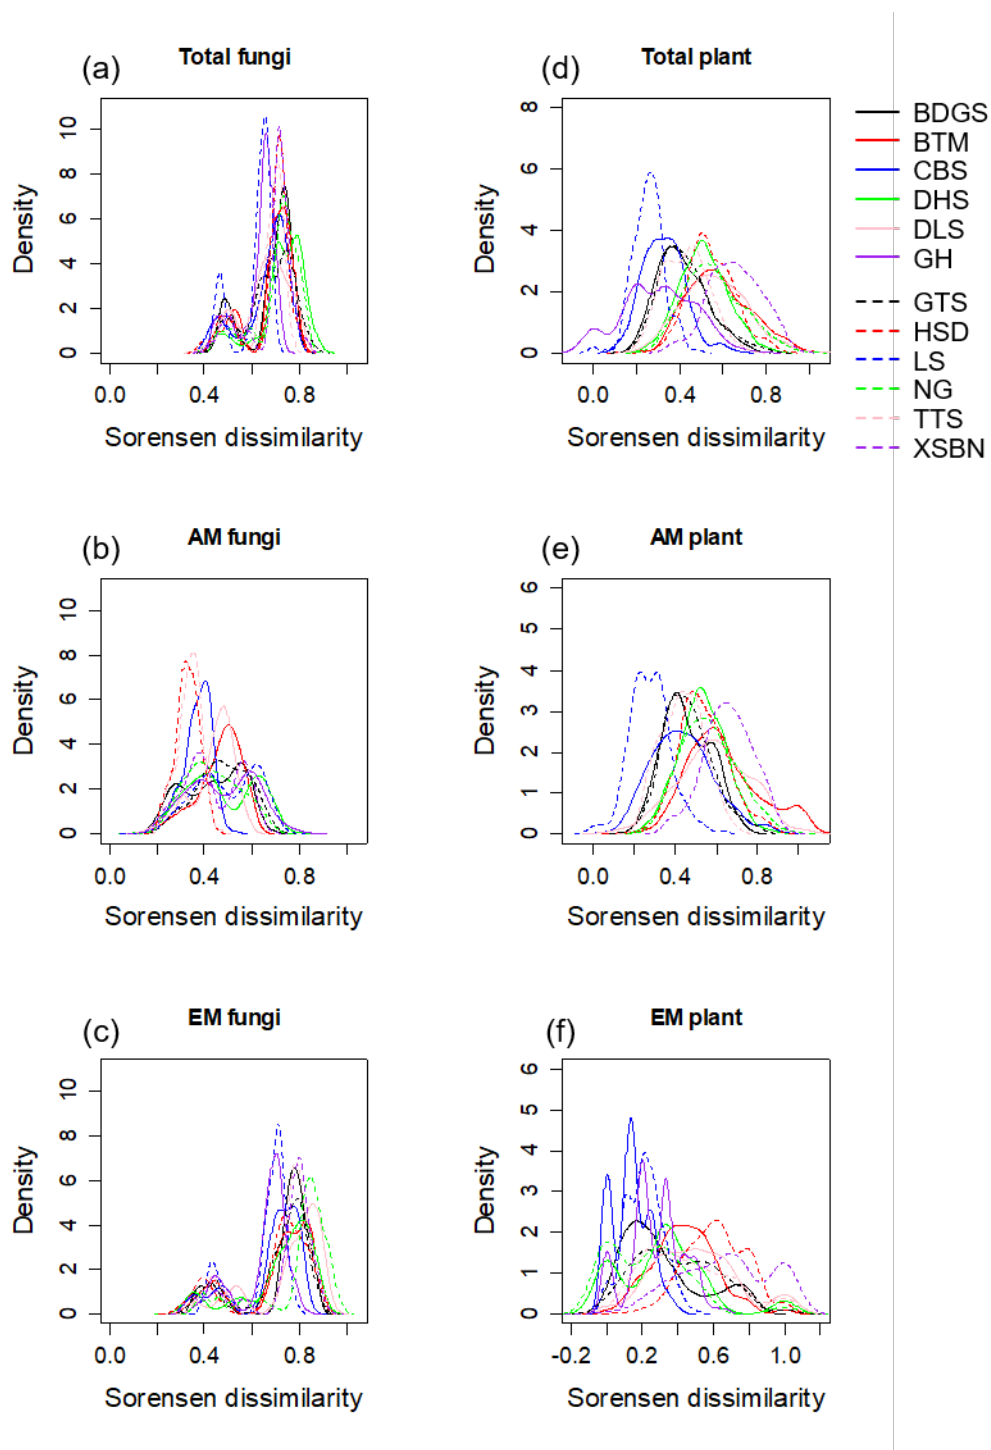 (a) Total fungi
Density
0 2 4 6 8 10
0.0 0.4 0.8
Sorensen dissimilarity
(d) Total plant
Density
0 2 4 6 8
0.0 0.4 0.8
Sorensen dissimilarity
BDGS
BTM
CBS
DHS
DLS
GH
GTS
HSD
LS
NG
TTS
XSBN
(b) AM fungi
Density
0 2 4 6 8 10
0.0 0.4 0.8
Sorensen dissimilarity
(e) AM plant
Density
0 1 2 3 4 5 6
0.0 0.4 0.8
Sorensen dissimilarity
(c) EM fungi
Density
0 2 4 6 8 10
0.0 0.4 0.8
Sorensen dissimilarity
(f) EM plant
Density
0 1 2 3 4 5 6
-0.2 0.2 0.6 1.0
Sorensen dissimilarity